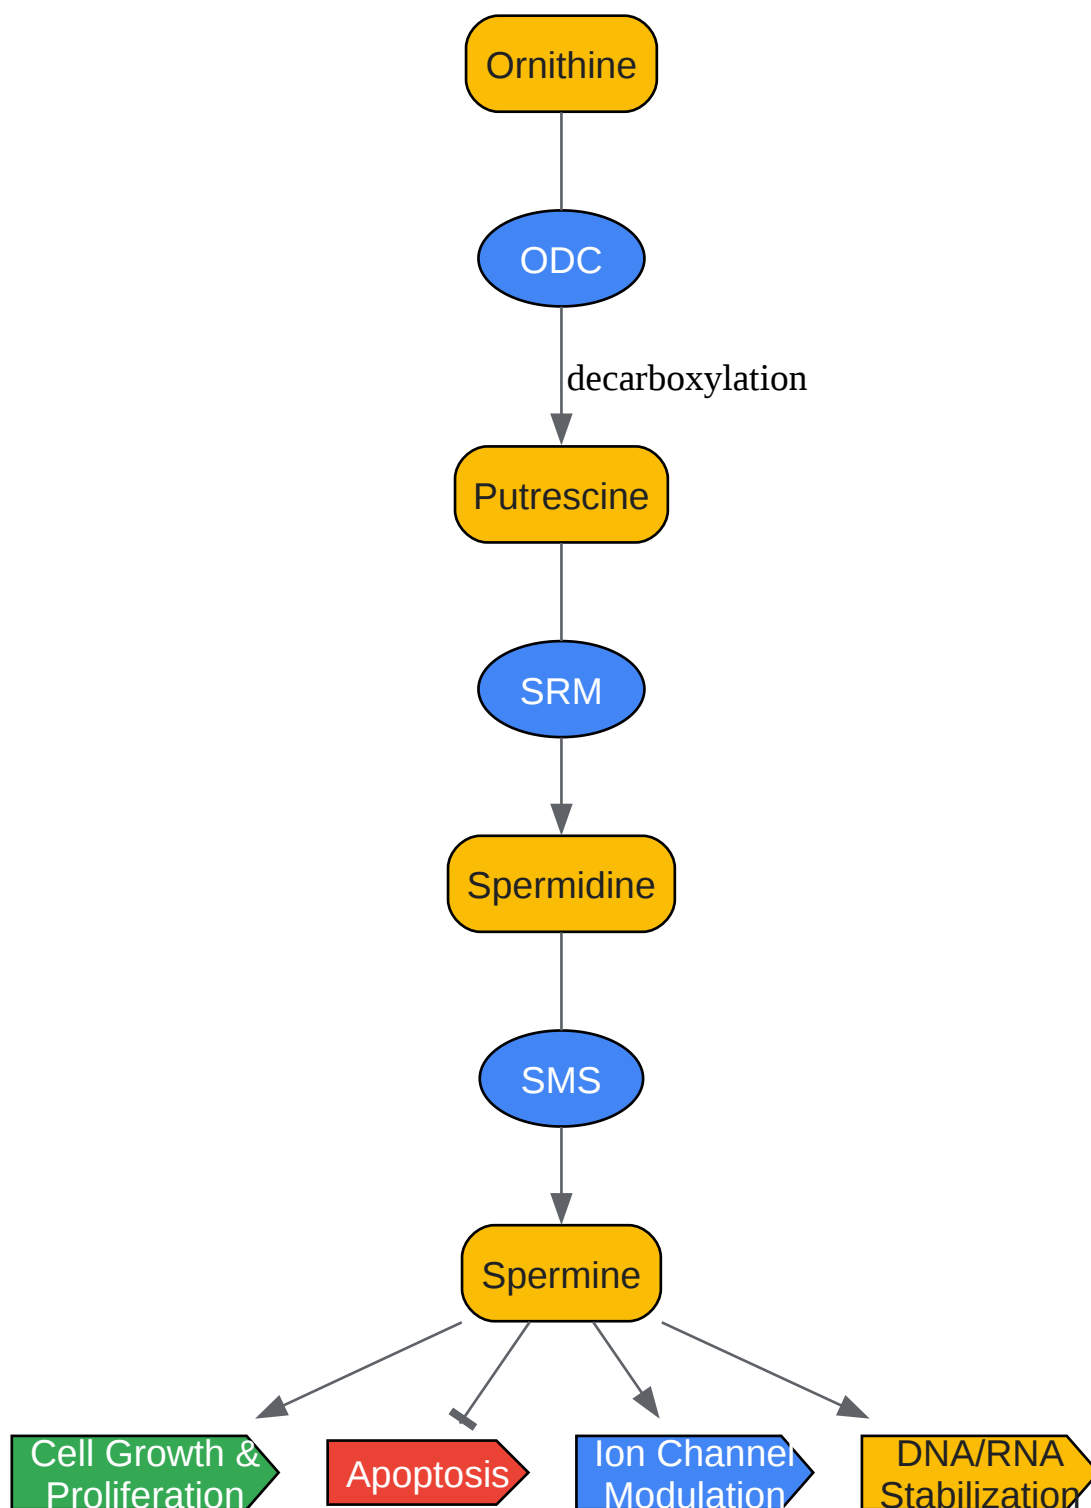 Ornithine
ODC
decarboxylation
Putrescine
SRM
Spermidine
SMS
Spermine
Cell Growth &
Proliferation
Apoptosis
Ion Channel
Modulation
DNA/RNA
Stabilization